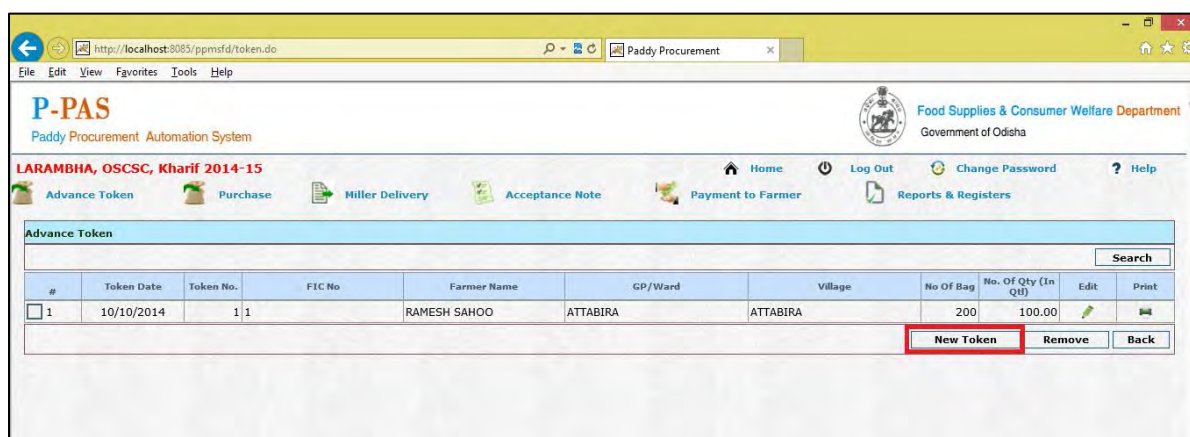 http://localhost:8085/ppmsfd/token.do
Paddy Procurement
File Edit View Favorites Tools Help
P-PAS
Paddy Procurement Automation System
Food Supplies & Consumer Welfare Department
Government of Odisha
LARAMBHA, OSCSC, Kharif 2014-15
Home Log Out Change Password ? Help
Advance Token Purchase Miller Delivery Acceptance Note Payment to Farmer Reports & Registers
Advance Token
Search
# Token Date Token No. FIC No Farmer Name GP/Ward Village No Of Bag No. Of Qty (In Qtl) Edit Print
1 10/10/2014 1 1 RAMESH SAHOO ATTABIRA ATTABIRA 200 100.00
New Token Remove Back